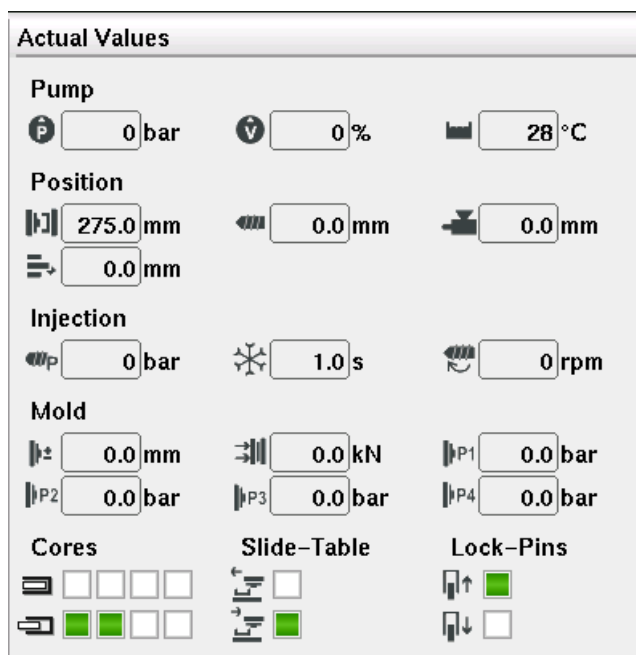 Actual Values
Pump
P 0 bar V 0 % 28 °C
Position
275.0 mm 0.0 mm 0.0 mm
0.0 mm
Injection
P 0 bar 1.0 s 0 rpm
Mold
± 0.0 mm 0.0 kN P1 0.0 bar
P2 0.0 bar P3 0.0 bar P4 0.0 bar
Cores Slide-Table Lock-Pins